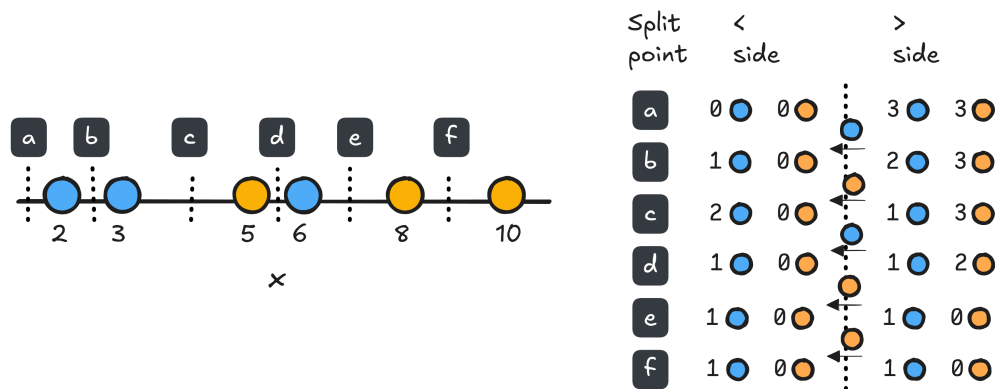 a b c d e f
2 3 5 6 8 10
x
Split < >
point side side
a 0 0 3 3
b 1 0 2 3
c 2 0 1 3
d 1 0 1 2
e 1 0 1 0
f 1 0 1 0